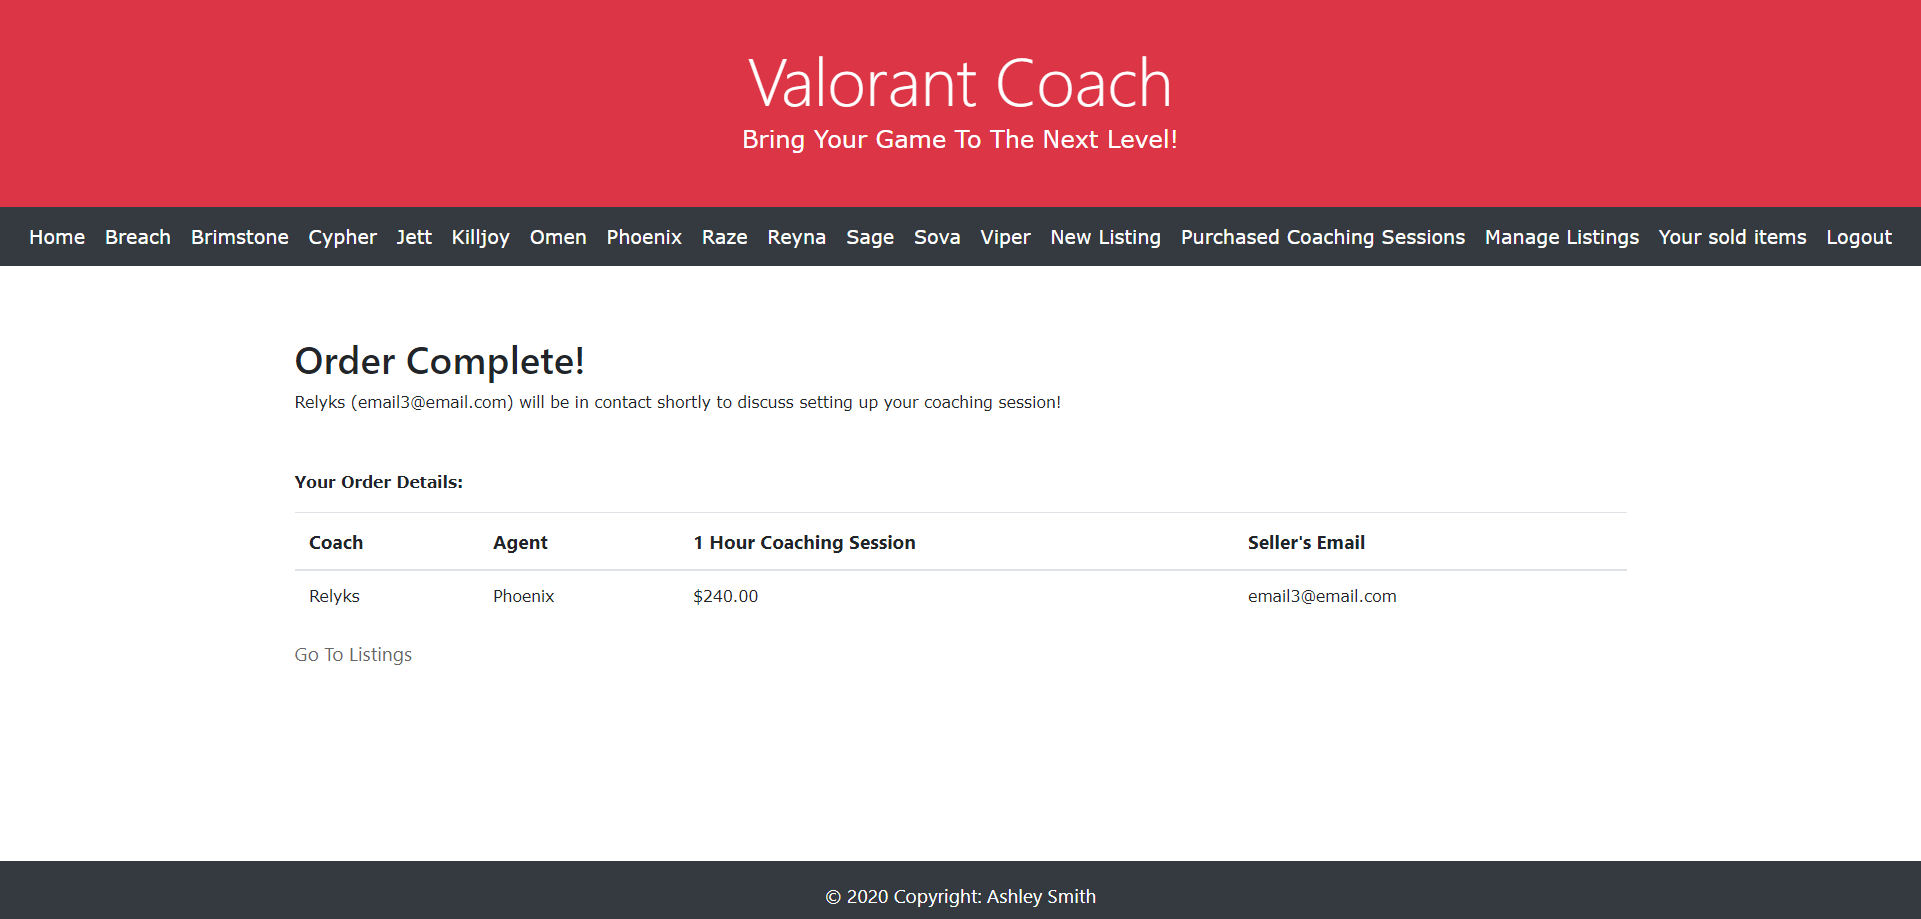 Valorant Coach
Bring Your Game To The Next Level!
Home Breach Brimstone Cypher Jett Killjoy Omen Phoenix Raze Reyna Sage Sova Viper New Listing Purchased Coaching Sessions Manage Listings Your sold items Logout
Order Complete!
Relyks (email3@email.com) will be in contact shortly to discuss setting up your coaching session!
Your Order Details:
Coach Agent 1 Hour Coaching Session Seller's Email
Relyks Phoenix $240.00 email3@email.com
Go To Listings
© 2020 Copyright: Ashley Smith